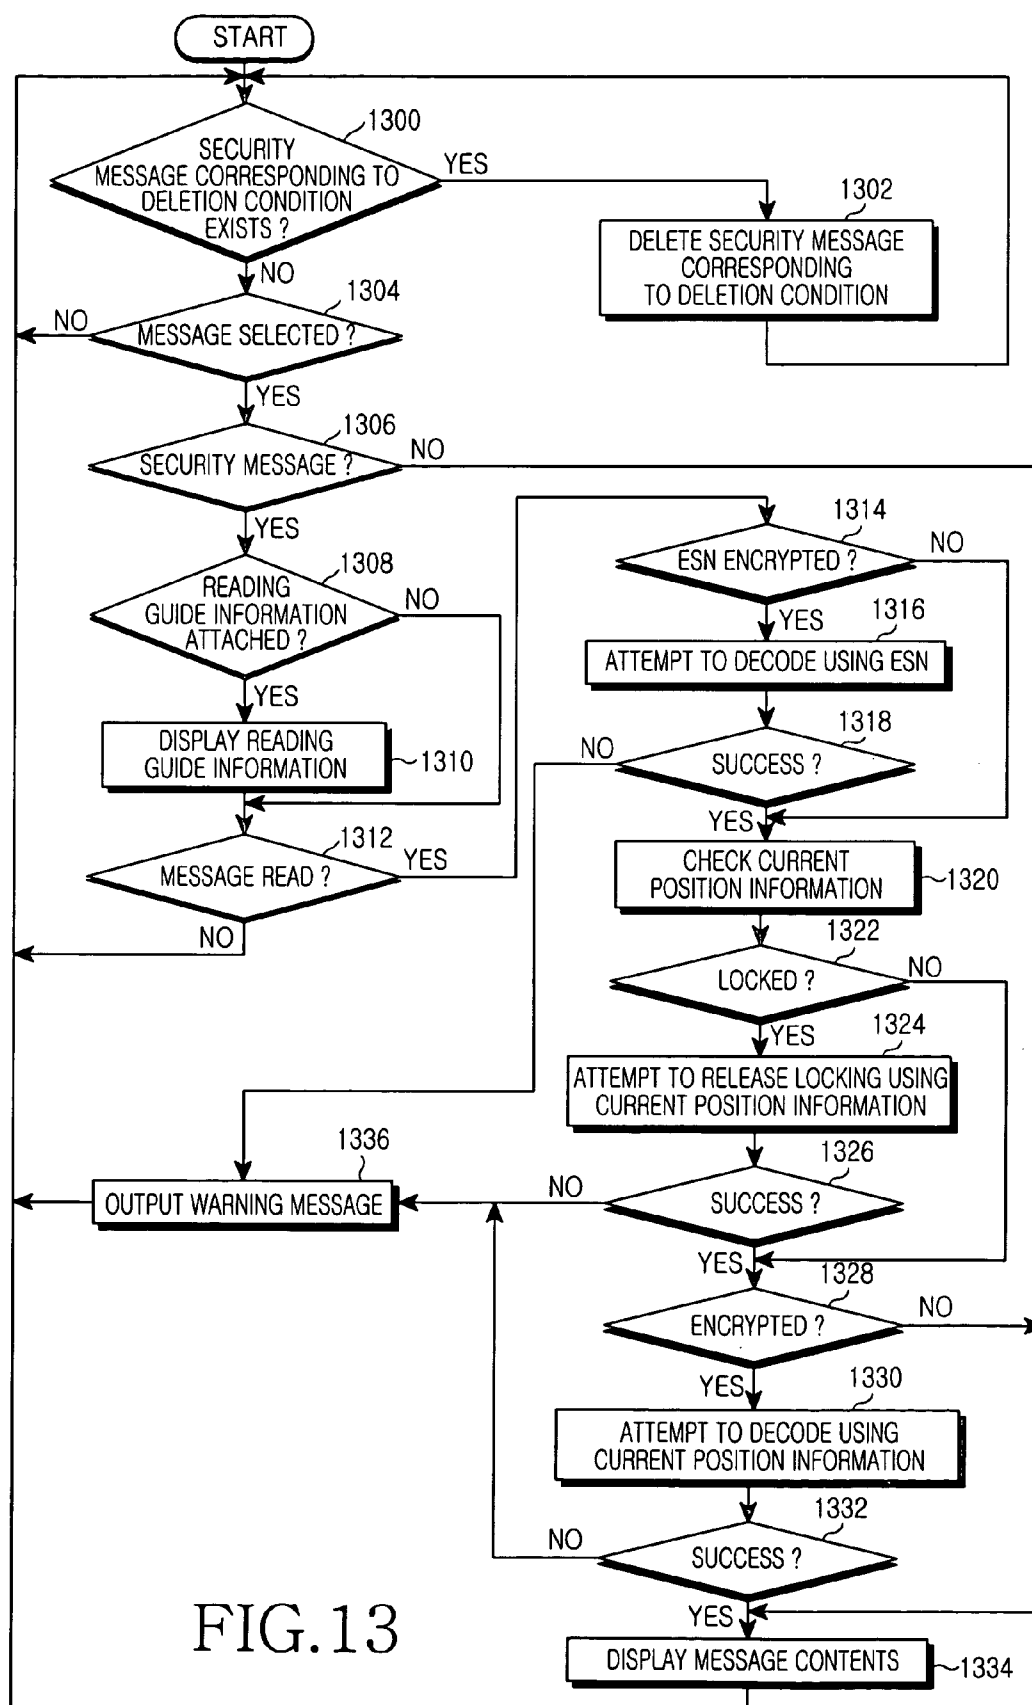 START
1300
SECURITY
MESSAGE CORRESPONDING TO
DELETION CONDITION
EXISTS ?
YES
NO
1302
DELETE SECURITY MESSAGE
CORRESPONDING
TO DELETION CONDITION
1304
MESSAGE SELECTED ?
NO
YES
1306
SECURITY MESSAGE ?
NO
YES
1308
READING
GUIDE INFORMATION
ATTACHED ?
NO
YES
DISPLAY READING
GUIDE INFORMATION
1310
1312
MESSAGE READ ?
YES
NO
1314
ESN ENCRYPTED ?
NO
YES
1316
ATTEMPT TO DECODE USING ESN
1318
SUCCESS ?
NO
YES
CHECK CURRENT
POSITION INFORMATION
1320
1322
LOCKED ?
NO
YES
1324
ATTEMPT TO RELEASE LOCKING USING
CURRENT POSITION INFORMATION
1326
SUCCESS ?
NO
YES
1336
OUTPUT WARNING MESSAGE
1328
ENCRYPTED ?
NO
YES
1330
ATTEMPT TO DECODE USING
CURRENT POSITION INFORMATION
1332
SUCCESS ?
NO
YES
DISPLAY MESSAGE CONTENTS
1334
FIG.13